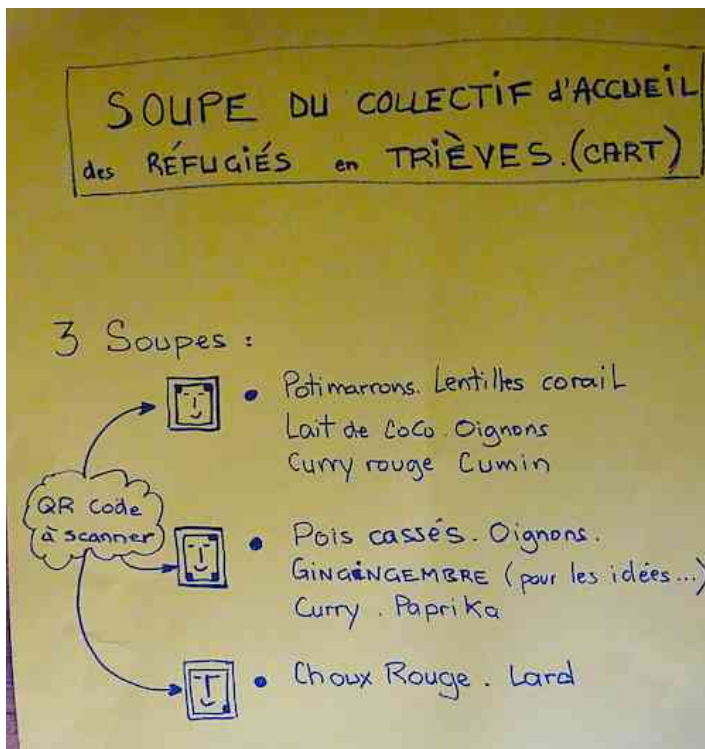 SOUPE DU COLLECTIF d'ACCUEIL
des RÉFUGIÉS en TRIÈVES. (CART)
3 Soupes :
• Potimarrons. Lentilles corail
Lait de CoCo. Oignons
Curry rouge Cumin
QR Code
à scanner
• Pois cassés. Oignons.
GINGINGEMBRE (pour les idées...)
Curry. Paprika
• Choux Rouge. Lard